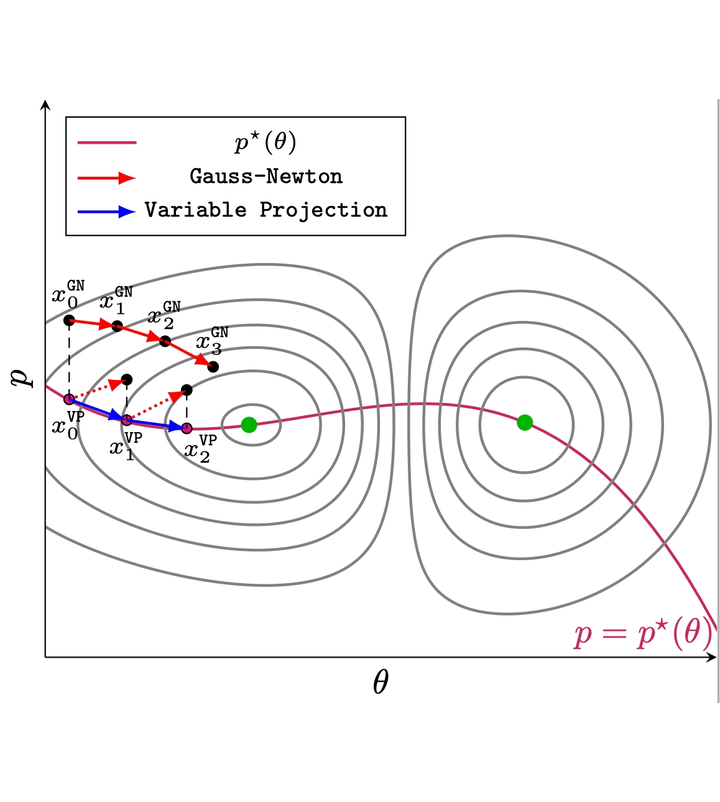 p*(θ)
Gauss-Newton
Variable Projection
x₀ᴳᴺ
x₁ᴳᴺ
x₂ᴳᴺ
x₃ᴳᴺ
p
x₀ⱽᴾ
x₁ⱽᴾ
x₂ⱽᴾ
p = p*(θ)
θ